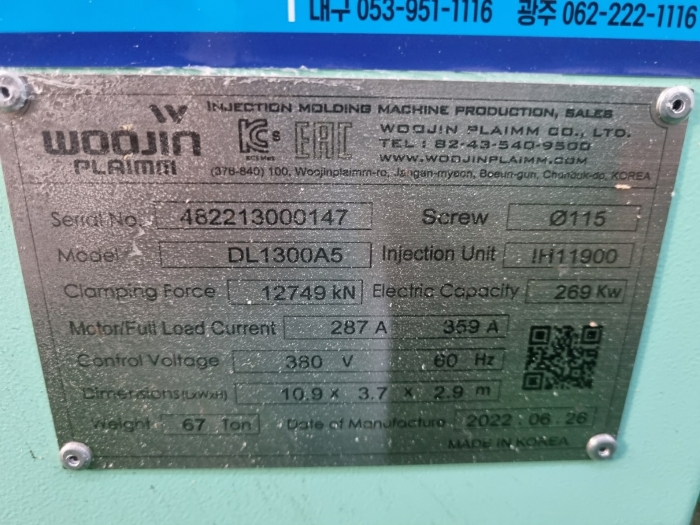 대구 053-951-1116 광주 062-222-1116
INJECTION MOLDING MACHINE PRODUCTION, SALES
WOOJIN PLAIMM
KS EAC
WOOJIN PLAIMM CO., LTD.
TEL : 82-43-540-9500
WWW.WOOJINPLAIMM.COM
(376-840) 100, Woojinplaimm-ro, Jangan-myeon, Boeun-gun, Chungbuk-do, KOREA
Serial No. 482213000147 Screw Ø115
Model DL1300A5 Injection Unit IH11900
Clamping Force 12749 kN Electric Capacity 269 Kw
Motor/Full Load Current 287 A 359 A
Control Voltage 380 V 60 Hz
Dimensions(LxWxH) 10.9 x 3.7 x 2.9 m
Weight 67 Ton Date of Manufacture 2022 . 06 . 26
MADE IN KOREA